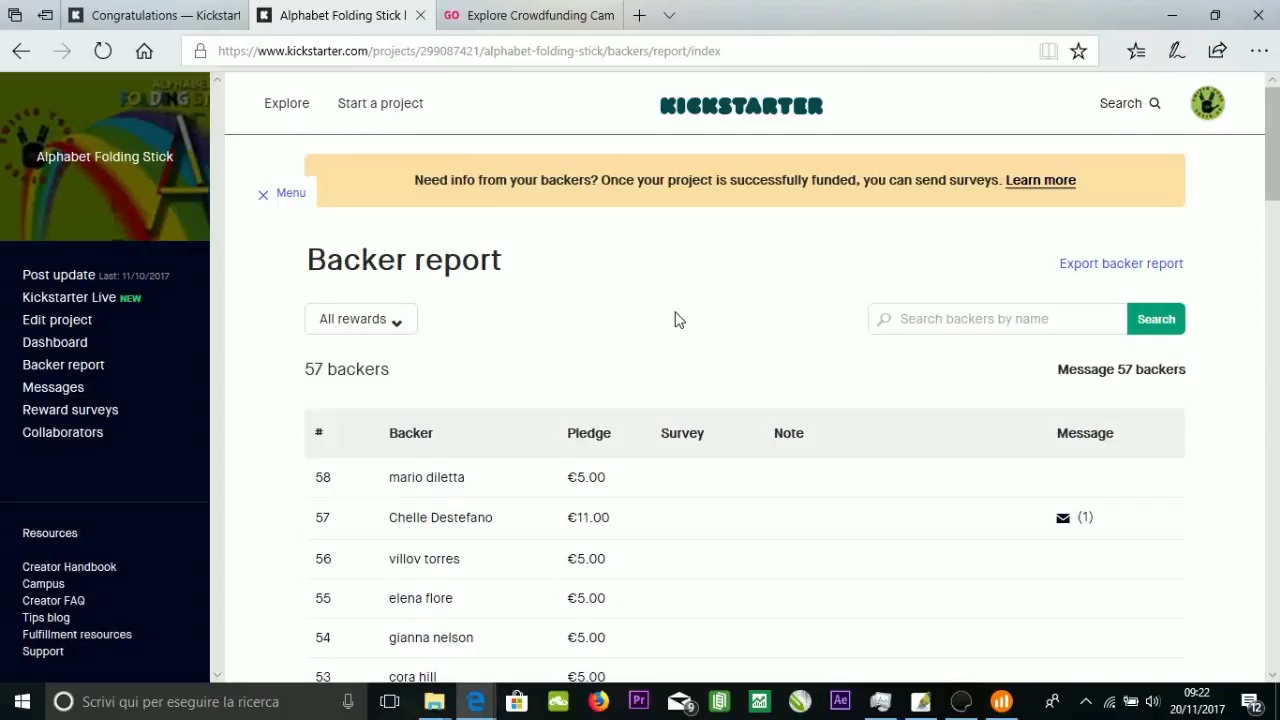 Congratulations — Kickstar
Alphabet Folding Stick
GO Explore Crowdfunding Cam
https://www.kickstarter.com/projects/299087421/alphabet-folding-stick/backers/report/index
Alphabet Folding Stick
Explore
Start a project
KICKSTARTER
Search
Need info from your backers? Once your project is successfully funded, you can send surveys. Learn more
Menu
Backer report
Export backer report
All rewards
Search backers by name
Search
57 backers
Message 57 backers
# Backer Pledge Survey Note Message
58 mario diletta €5.00
57 Chelle Destefano €11.00 (1)
56 villov torres €5.00
55 elena flore €5.00
54 gianna nelson €5.00
53 cora hill €5.00
Post update Last: 11/10/2017
Kickstarter Live NEW
Edit project
Dashboard
Backer report
Messages
Reward surveys
Collaborators
Resources
Creator Handbook
Campus
Creator FAQ
Tips blog
Fulfillment resources
Support
Scrivi qui per eseguire la ricerca
Pr
9
Ae
09:22
20/11/2017
12